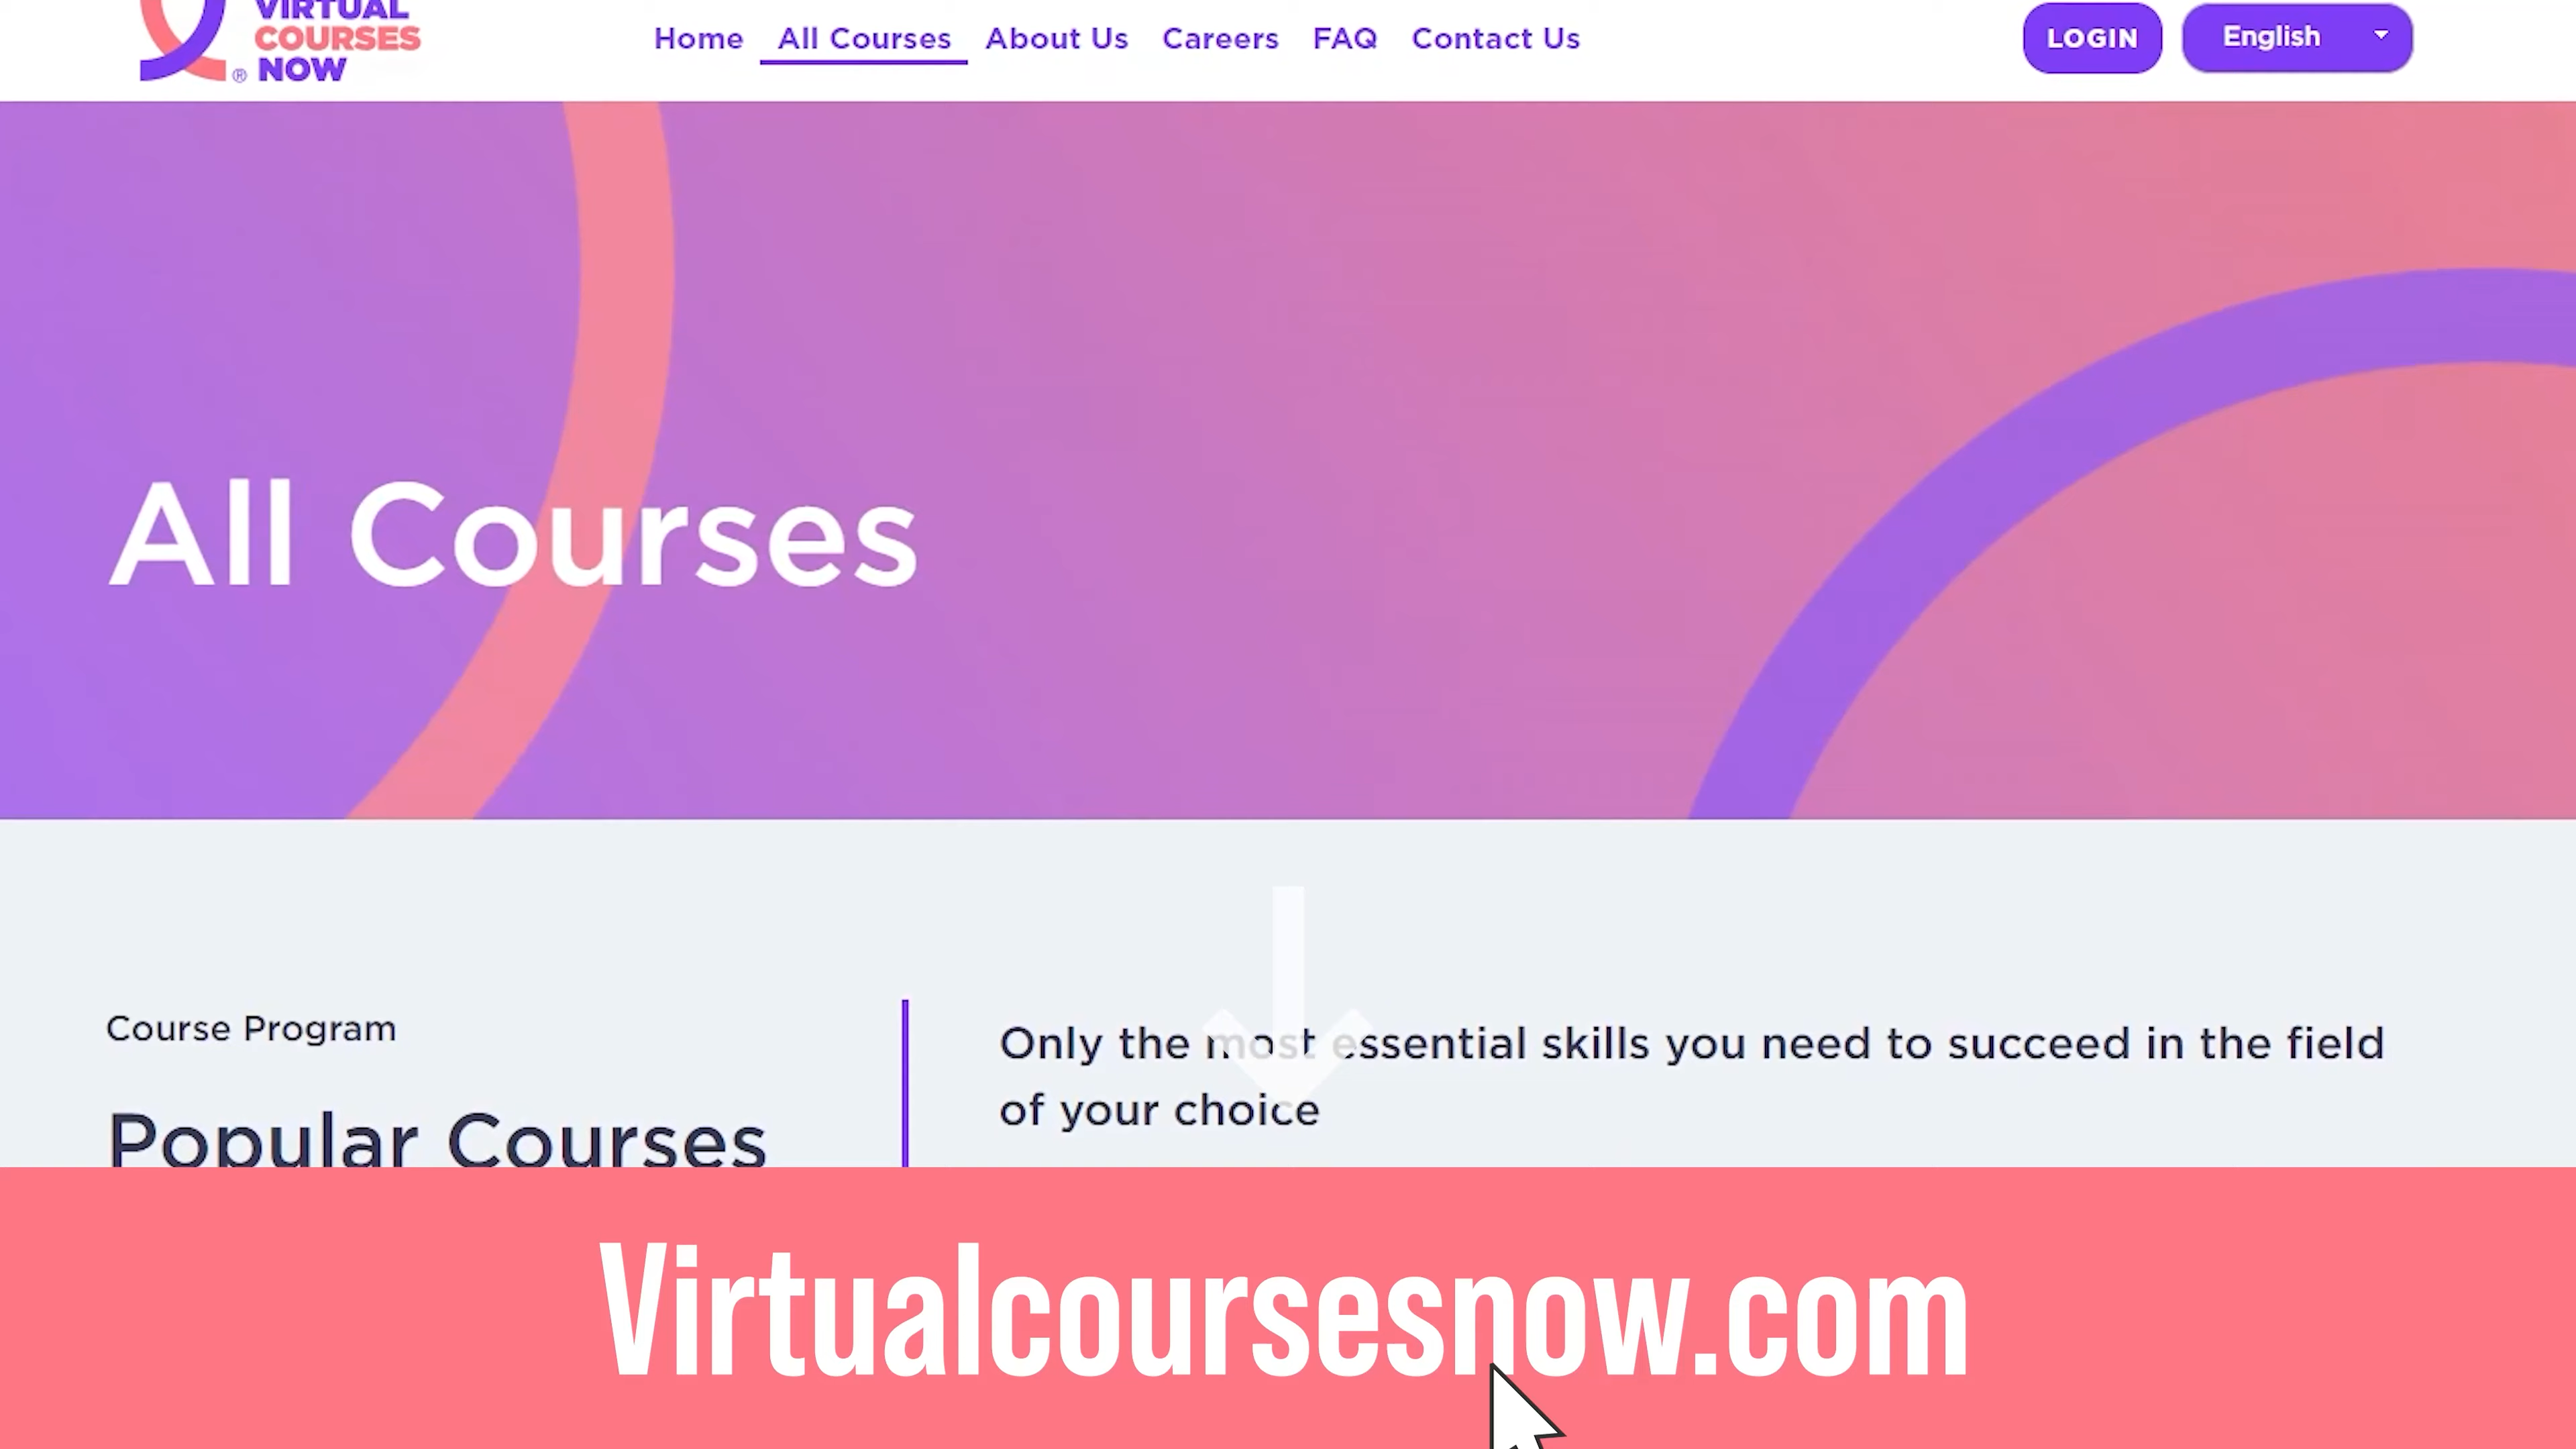 VIRTUAL
COURSES
® NOW
Home All Courses About Us Careers FAQ Contact Us
LOGIN
English
All Courses
Course Program
Popular Courses
Only the most essential skills you need to succeed in the field
of your choice
Virtualcoursesnow.com